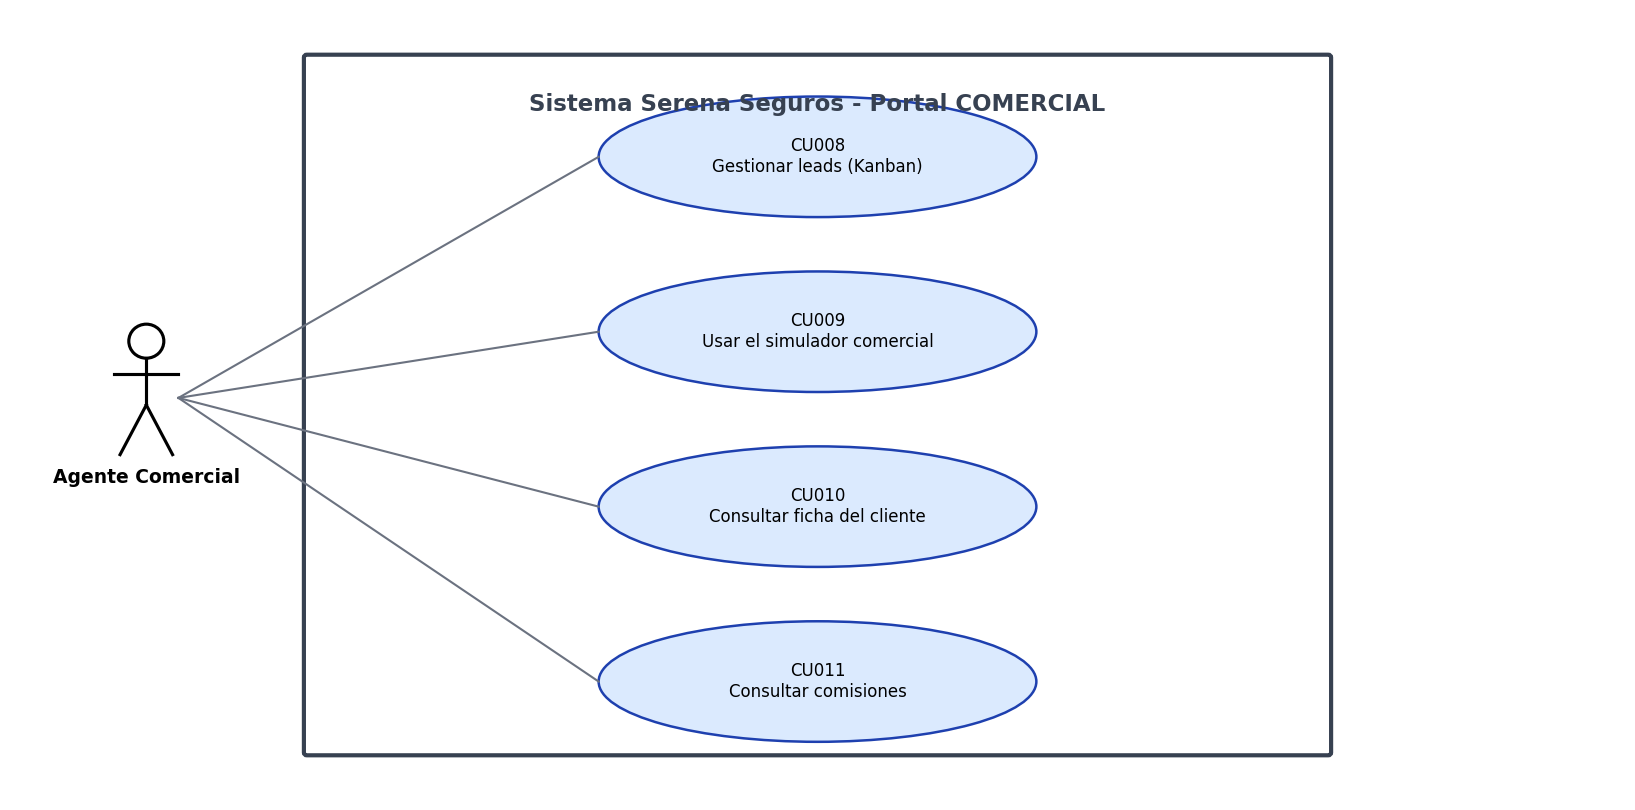 Sistema Serena Seguros - Portal COMERCIAL
CU008
Gestionar leads (Kanban)
CU009
Usar el simulador comercial
Agente Comercial
CU010
Consultar ficha del cliente
CU011
Consultar comisiones